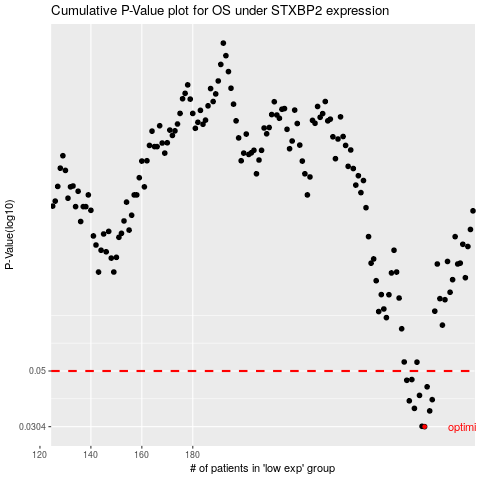 Cumulative P-Value plot for OS under STXBP2 expression
P-Value(log10)
0.05
0.0304
optimi
120 140 160 180
# of patients in 'low exp' group